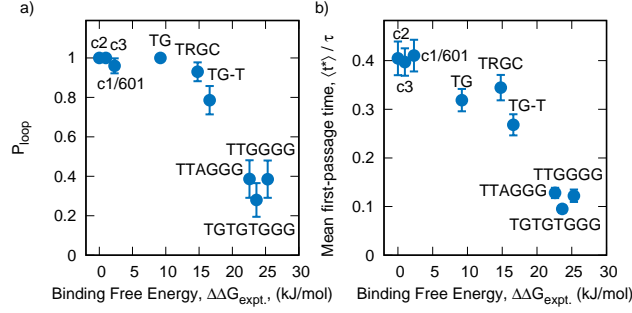 a)
b)
c2
c3
c1/601
TG
TRGC
TG-T
TTGGGG
TTAGGG
TGTGTGGG
1
0.8
0.6
0.4
0.2
0
P_loop
0 5 10 15 20 25 30
Binding Free Energy, ΔΔG_expt., (kJ/mol)
c2
c3
c1/601
TG
TRGC
TG-T
TTGGGG
TTAGGG
TGTGTGGG
0.4
0.3
0.2
0.1
0
Mean first-passage time, ⟨t*⟩ / τ
0 5 10 15 20 25 30
Binding Free Energy, ΔΔG_expt. (kJ/mol)